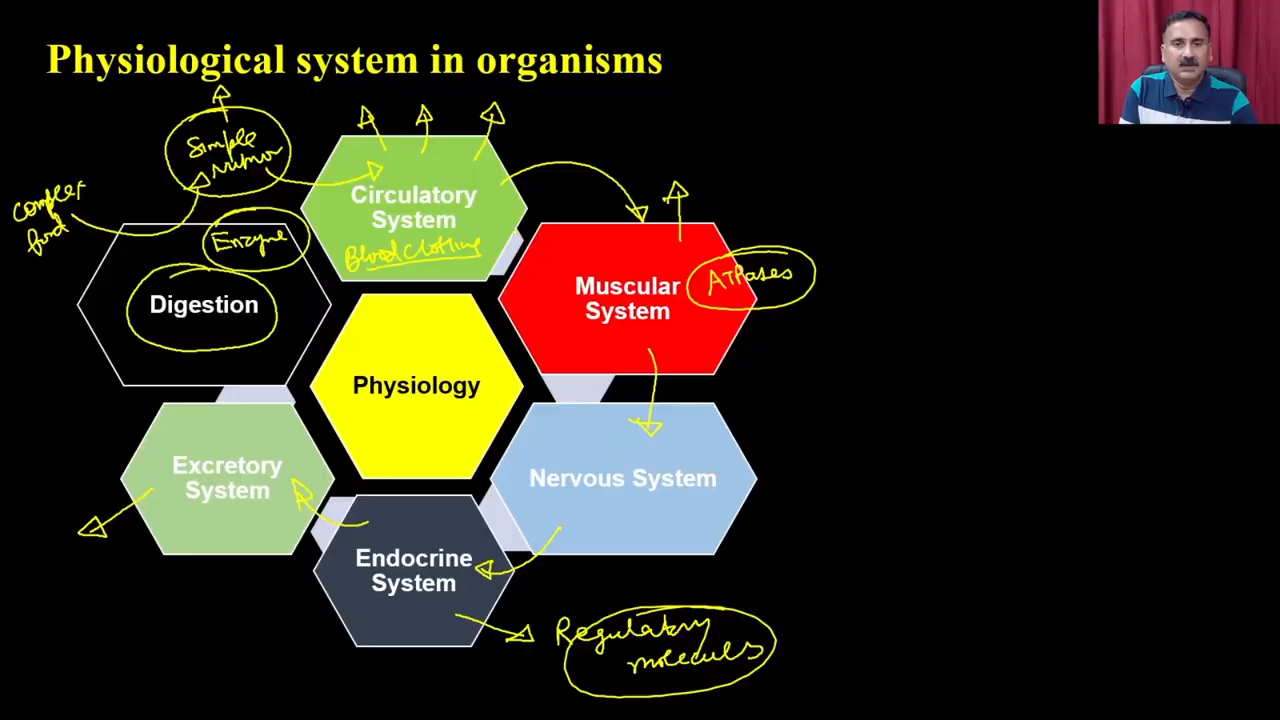 Physiological system in organisms
Simple
Complex
food
Enzyme
Circulatory
System
Blood clotting
Digestion
Muscular
System
ATPases
Physiology
Excretory
System
Nervous System
Endocrine
System
Regulatory
molecules